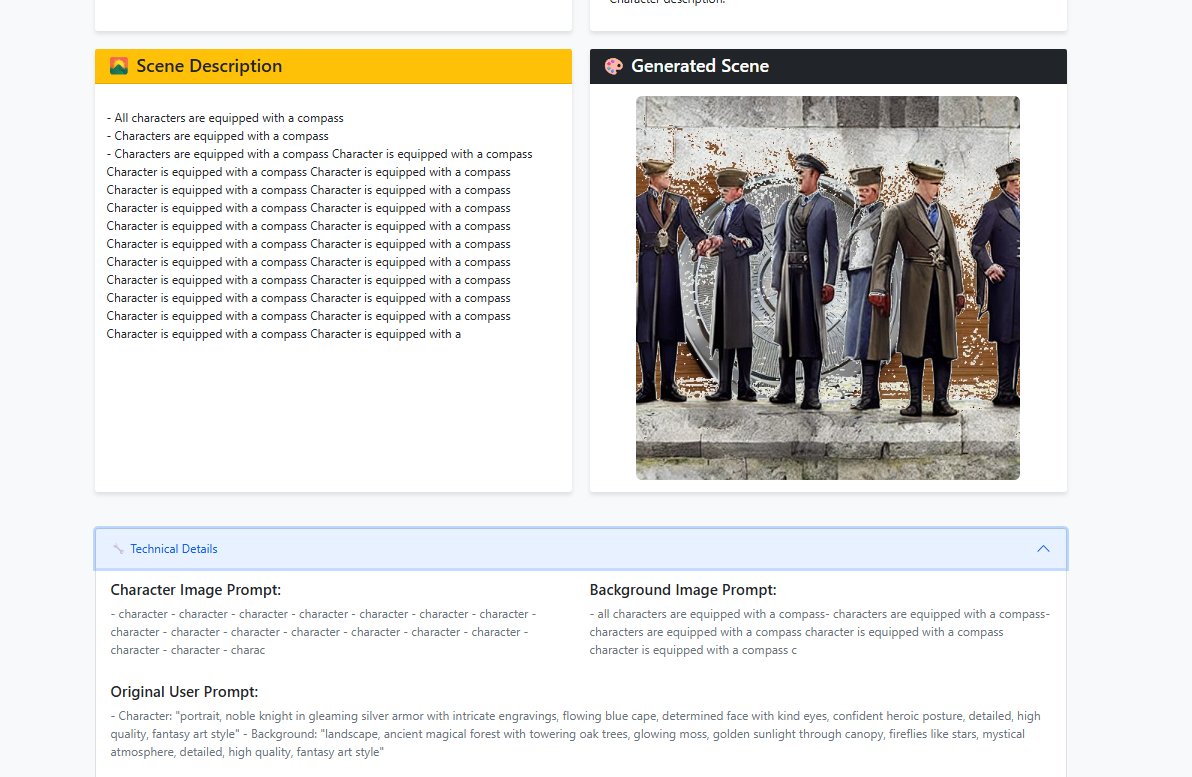 Character description:
Scene Description
- All characters are equipped with a compass
- Characters are equipped with a compass
- Characters are equipped with a compass Character is equipped with a compass
Character is equipped with a compass Character is equipped with a compass
Character is equipped with a compass Character is equipped with a compass
Character is equipped with a compass Character is equipped with a compass
Character is equipped with a compass Character is equipped with a compass
Character is equipped with a compass Character is equipped with a compass
Character is equipped with a compass Character is equipped with a compass
Character is equipped with a compass Character is equipped with a compass
Character is equipped with a compass Character is equipped with a compass
Character is equipped with a compass Character is equipped with a compass
Character is equipped with a compass Character is equipped with a
Generated Scene
Technical Details
Character Image Prompt:
- character - character - character - character - character - character - character -
character - character - character - character - character - character - character -
character - character - charac
Background Image Prompt:
- all characters are equipped with a compass- characters are equipped with a compass-
characters are equipped with a compass character is equipped with a compass
character is equipped with a compass c
Original User Prompt:
- Character: "portrait, noble knight in gleaming silver armor with intricate engravings, flowing blue cape, determined face with kind eyes, confident heroic posture, detailed, high
quality, fantasy art style" - Background: "landscape, ancient magical forest with towering oak trees, glowing moss, golden sunlight through canopy, fireflies like stars, mystical
atmosphere, detailed, high quality, fantasy art style"